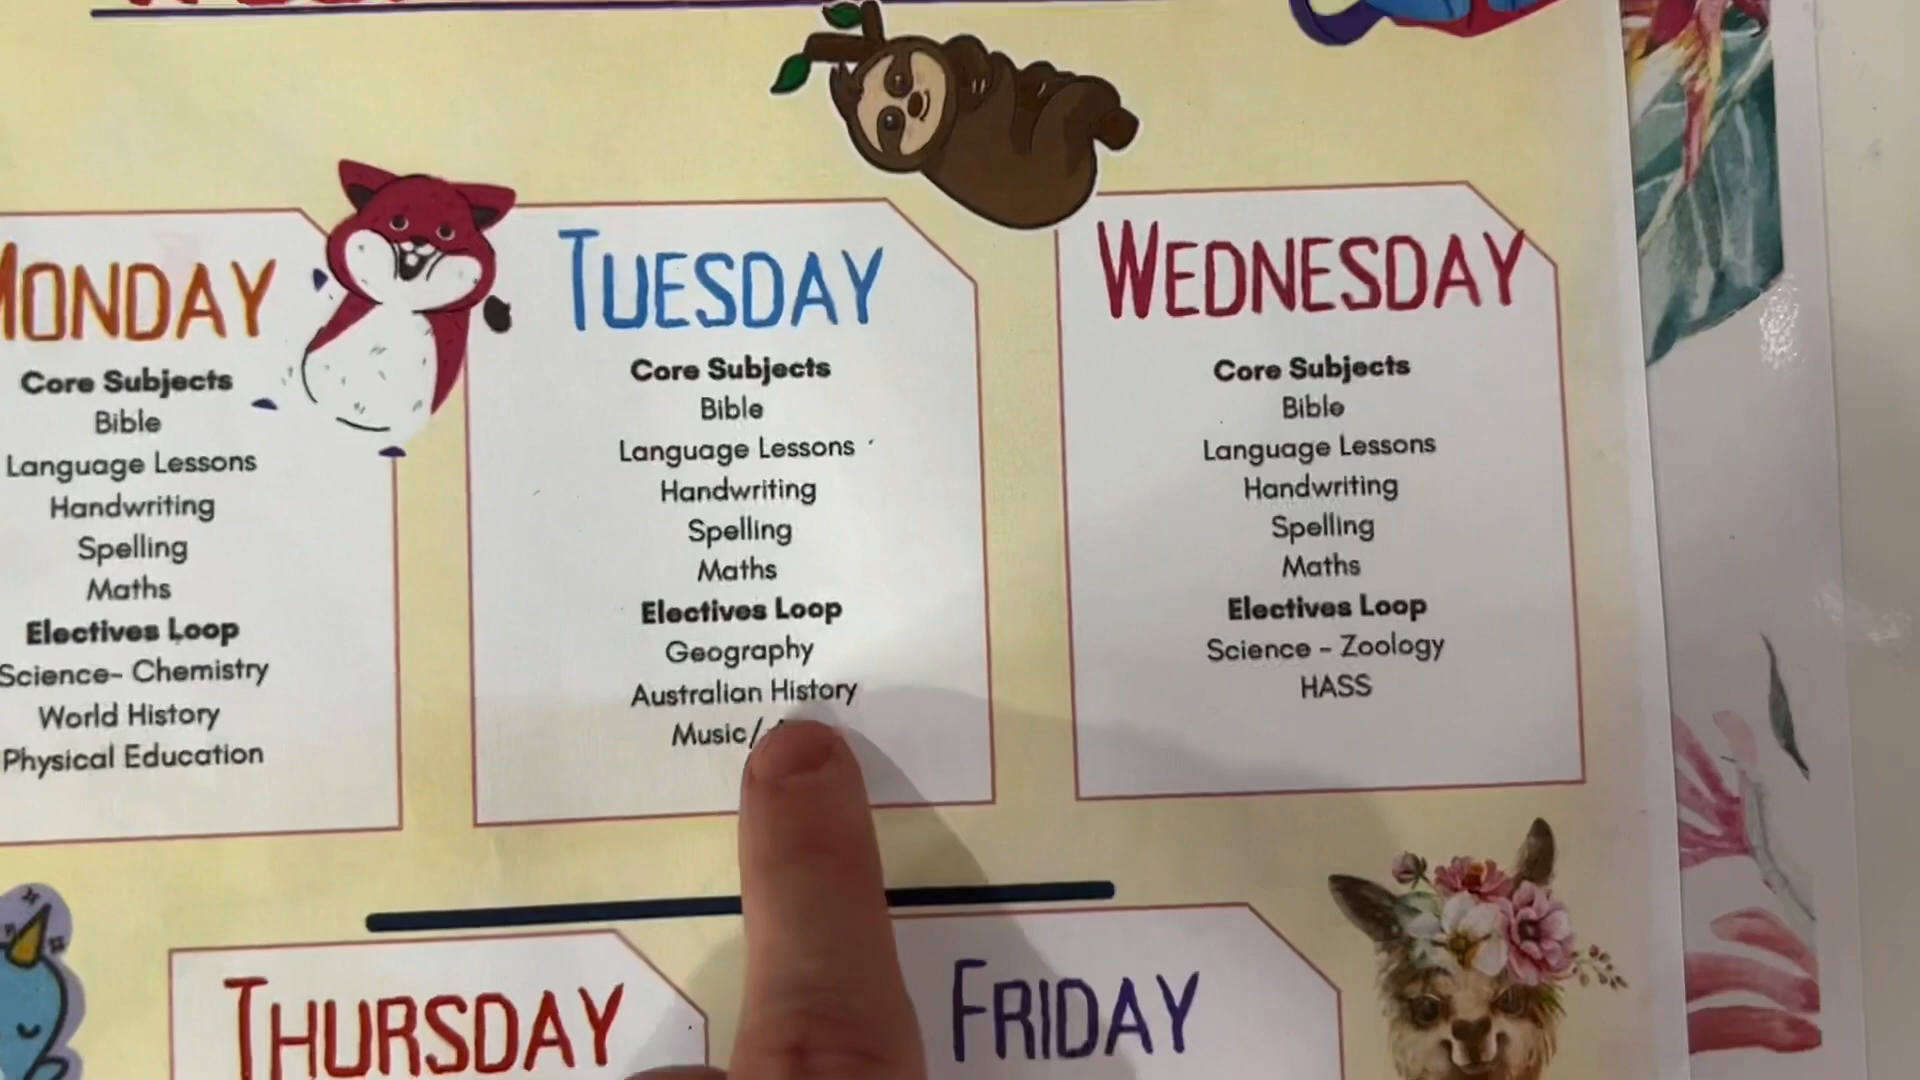 MONDAY
Core Subjects
Bible
Language Lessons
Handwriting
Spelling
Maths
Electives Loop
Science- Chemistry
World History
Physical Education
TUESDAY
Core Subjects
Bible
Language Lessons
Handwriting
Spelling
Maths
Electives Loop
Geography
Australian History
Music/
WEDNESDAY
Core Subjects
Bible
Language Lessons
Handwriting
Spelling
Maths
Electives Loop
Science - Zoology
HASS
THURSDAY
FRIDAY